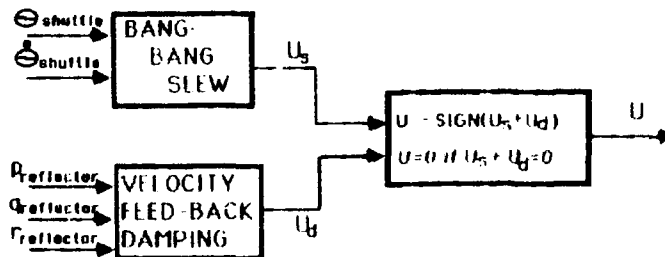 Θshuttle
Θ̇shuttle
BANG-
BANG
SLEW
Us
U = SIGN(Us + Ud)
U=0 if Us + Ud = 0
U
Preflector
qreflector
rreflector
VELOCITY
FEED-BACK
DAMPING
Ud